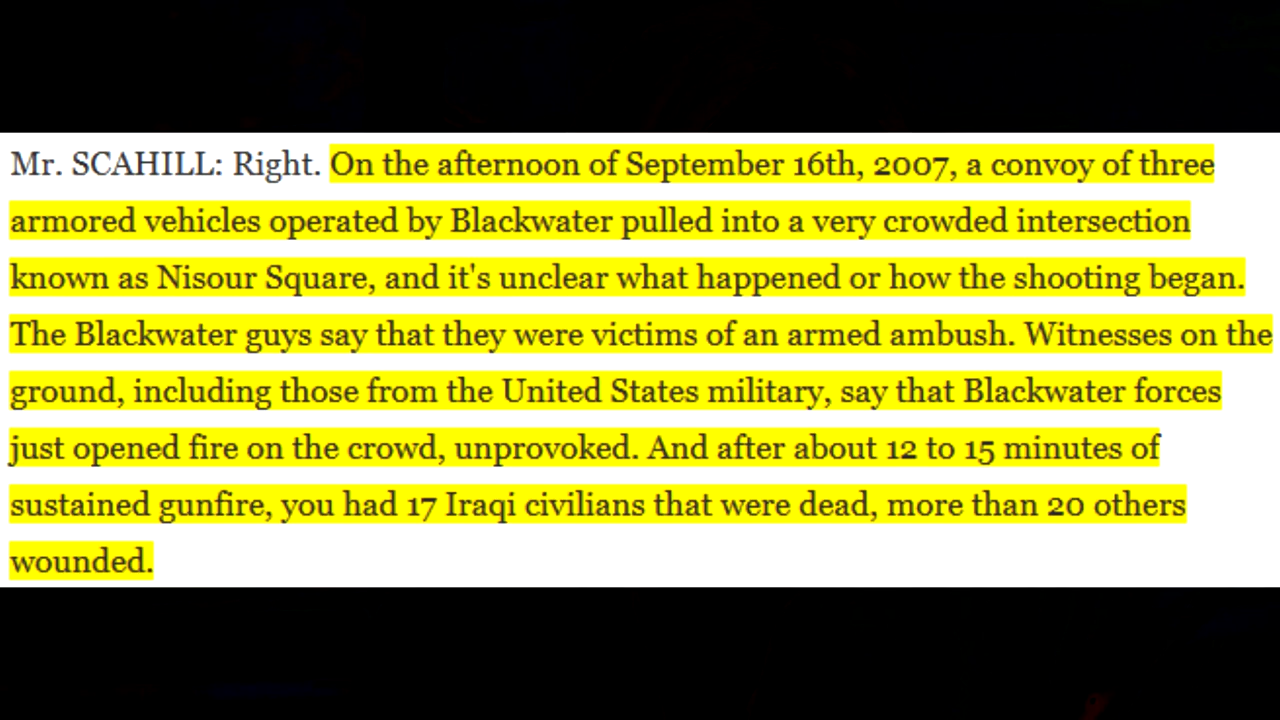 Mr. SCAHILL: Right. On the afternoon of September 16th, 2007, a convoy of three
armored vehicles operated by Blackwater pulled into a very crowded intersection
known as Nisour Square, and it's unclear what happened or how the shooting began.
The Blackwater guys say that they were victims of an armed ambush. Witnesses on the
ground, including those from the United States military, say that Blackwater forces
just opened fire on the crowd, unprovoked. And after about 12 to 15 minutes of
sustained gunfire, you had 17 Iraqi civilians that were dead, more than 20 others
wounded.